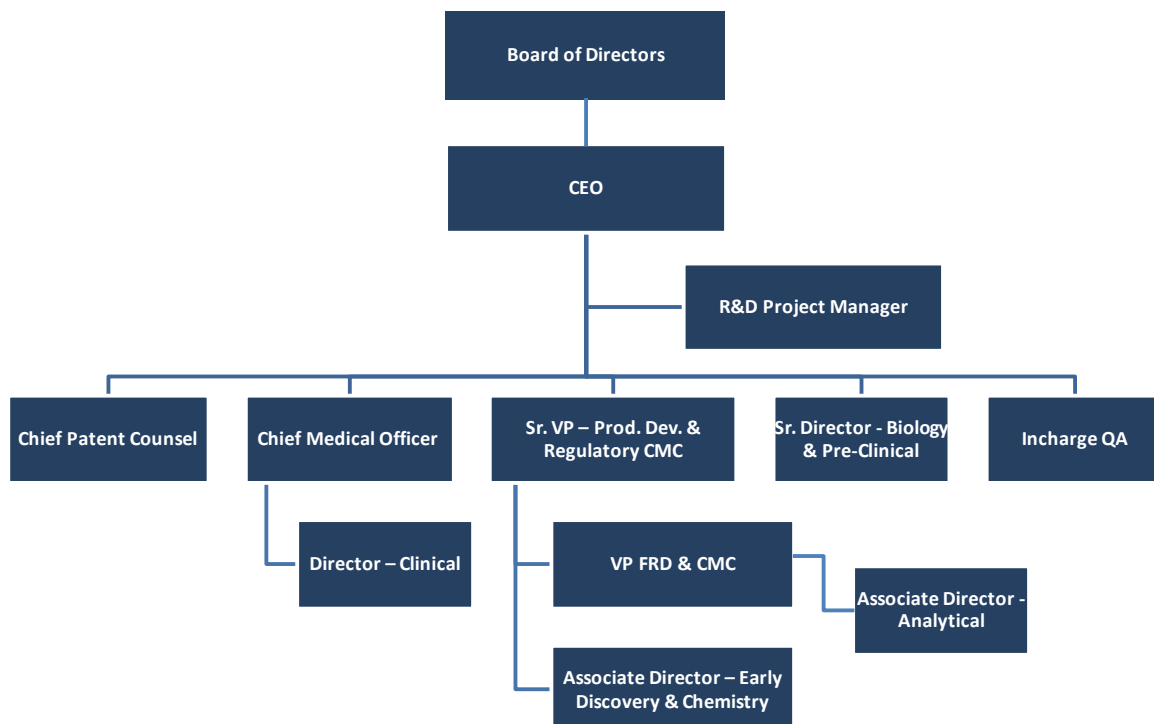 Board of Directors
CEO
R&D Project Manager
Chief Patent Counsel
Chief Medical Officer
Sr. VP – Prod. Dev. &
Regulatory CMC
Sr. Director - Biology
& Pre-Clinical
Incharge QA
Director – Clinical
VP FRD & CMC
Associate Director -
Analytical
Associate Director – Early
Discovery & Chemistry